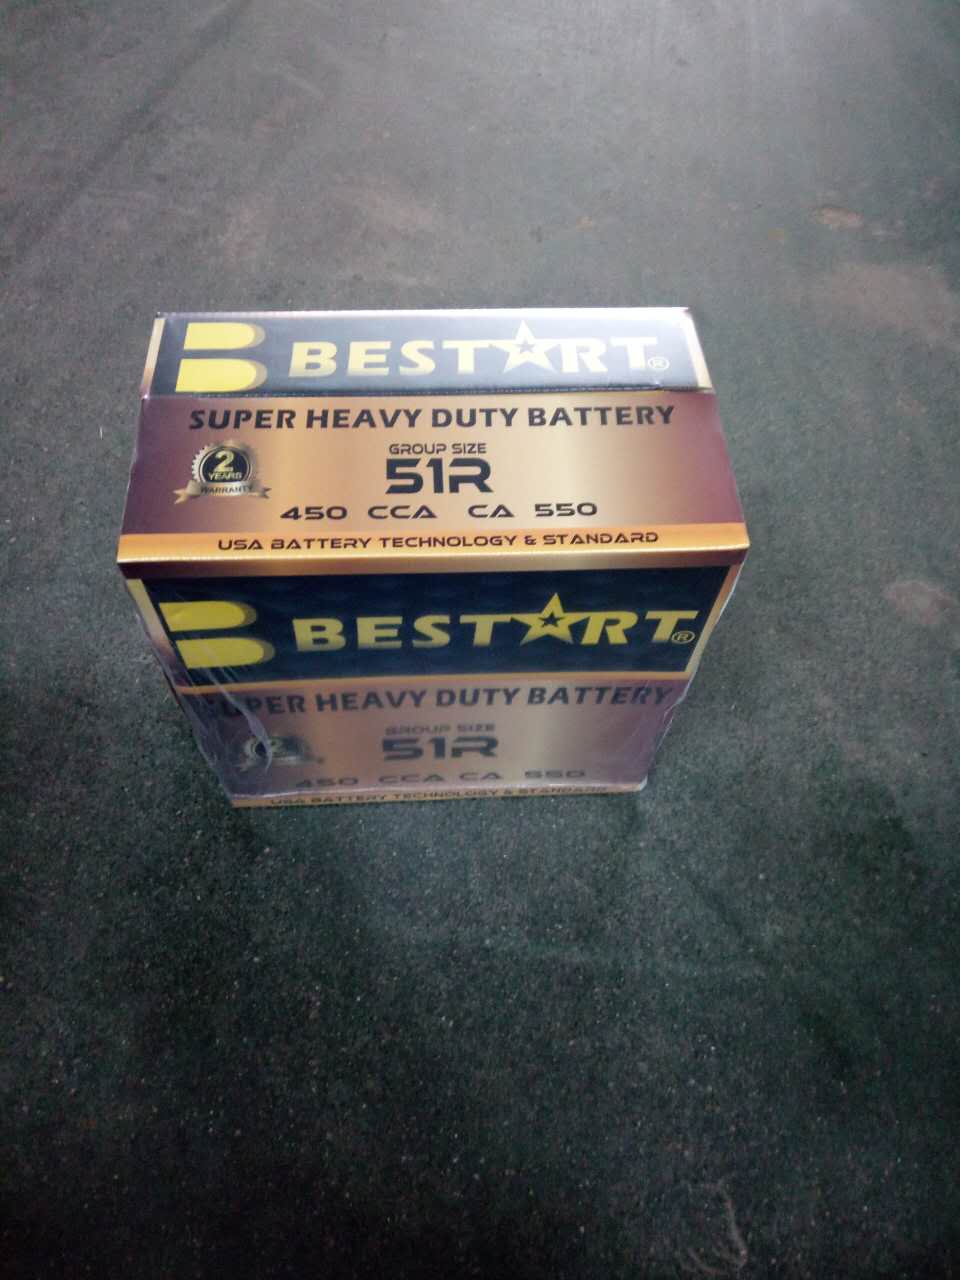 B BESTART®
SUPER HEAVY DUTY BATTERY
2
YEARS
WARRANTY
GROUP SIZE
51R
450 CCA CA 550
USA BATTERY TECHNOLOGY & STANDARD
B BESTART®
SUPER HEAVY DUTY BATTERY
GROUP SIZE
51R
450 CCA CA 550
USA BATTERY TECHNOLOGY & STANDARD